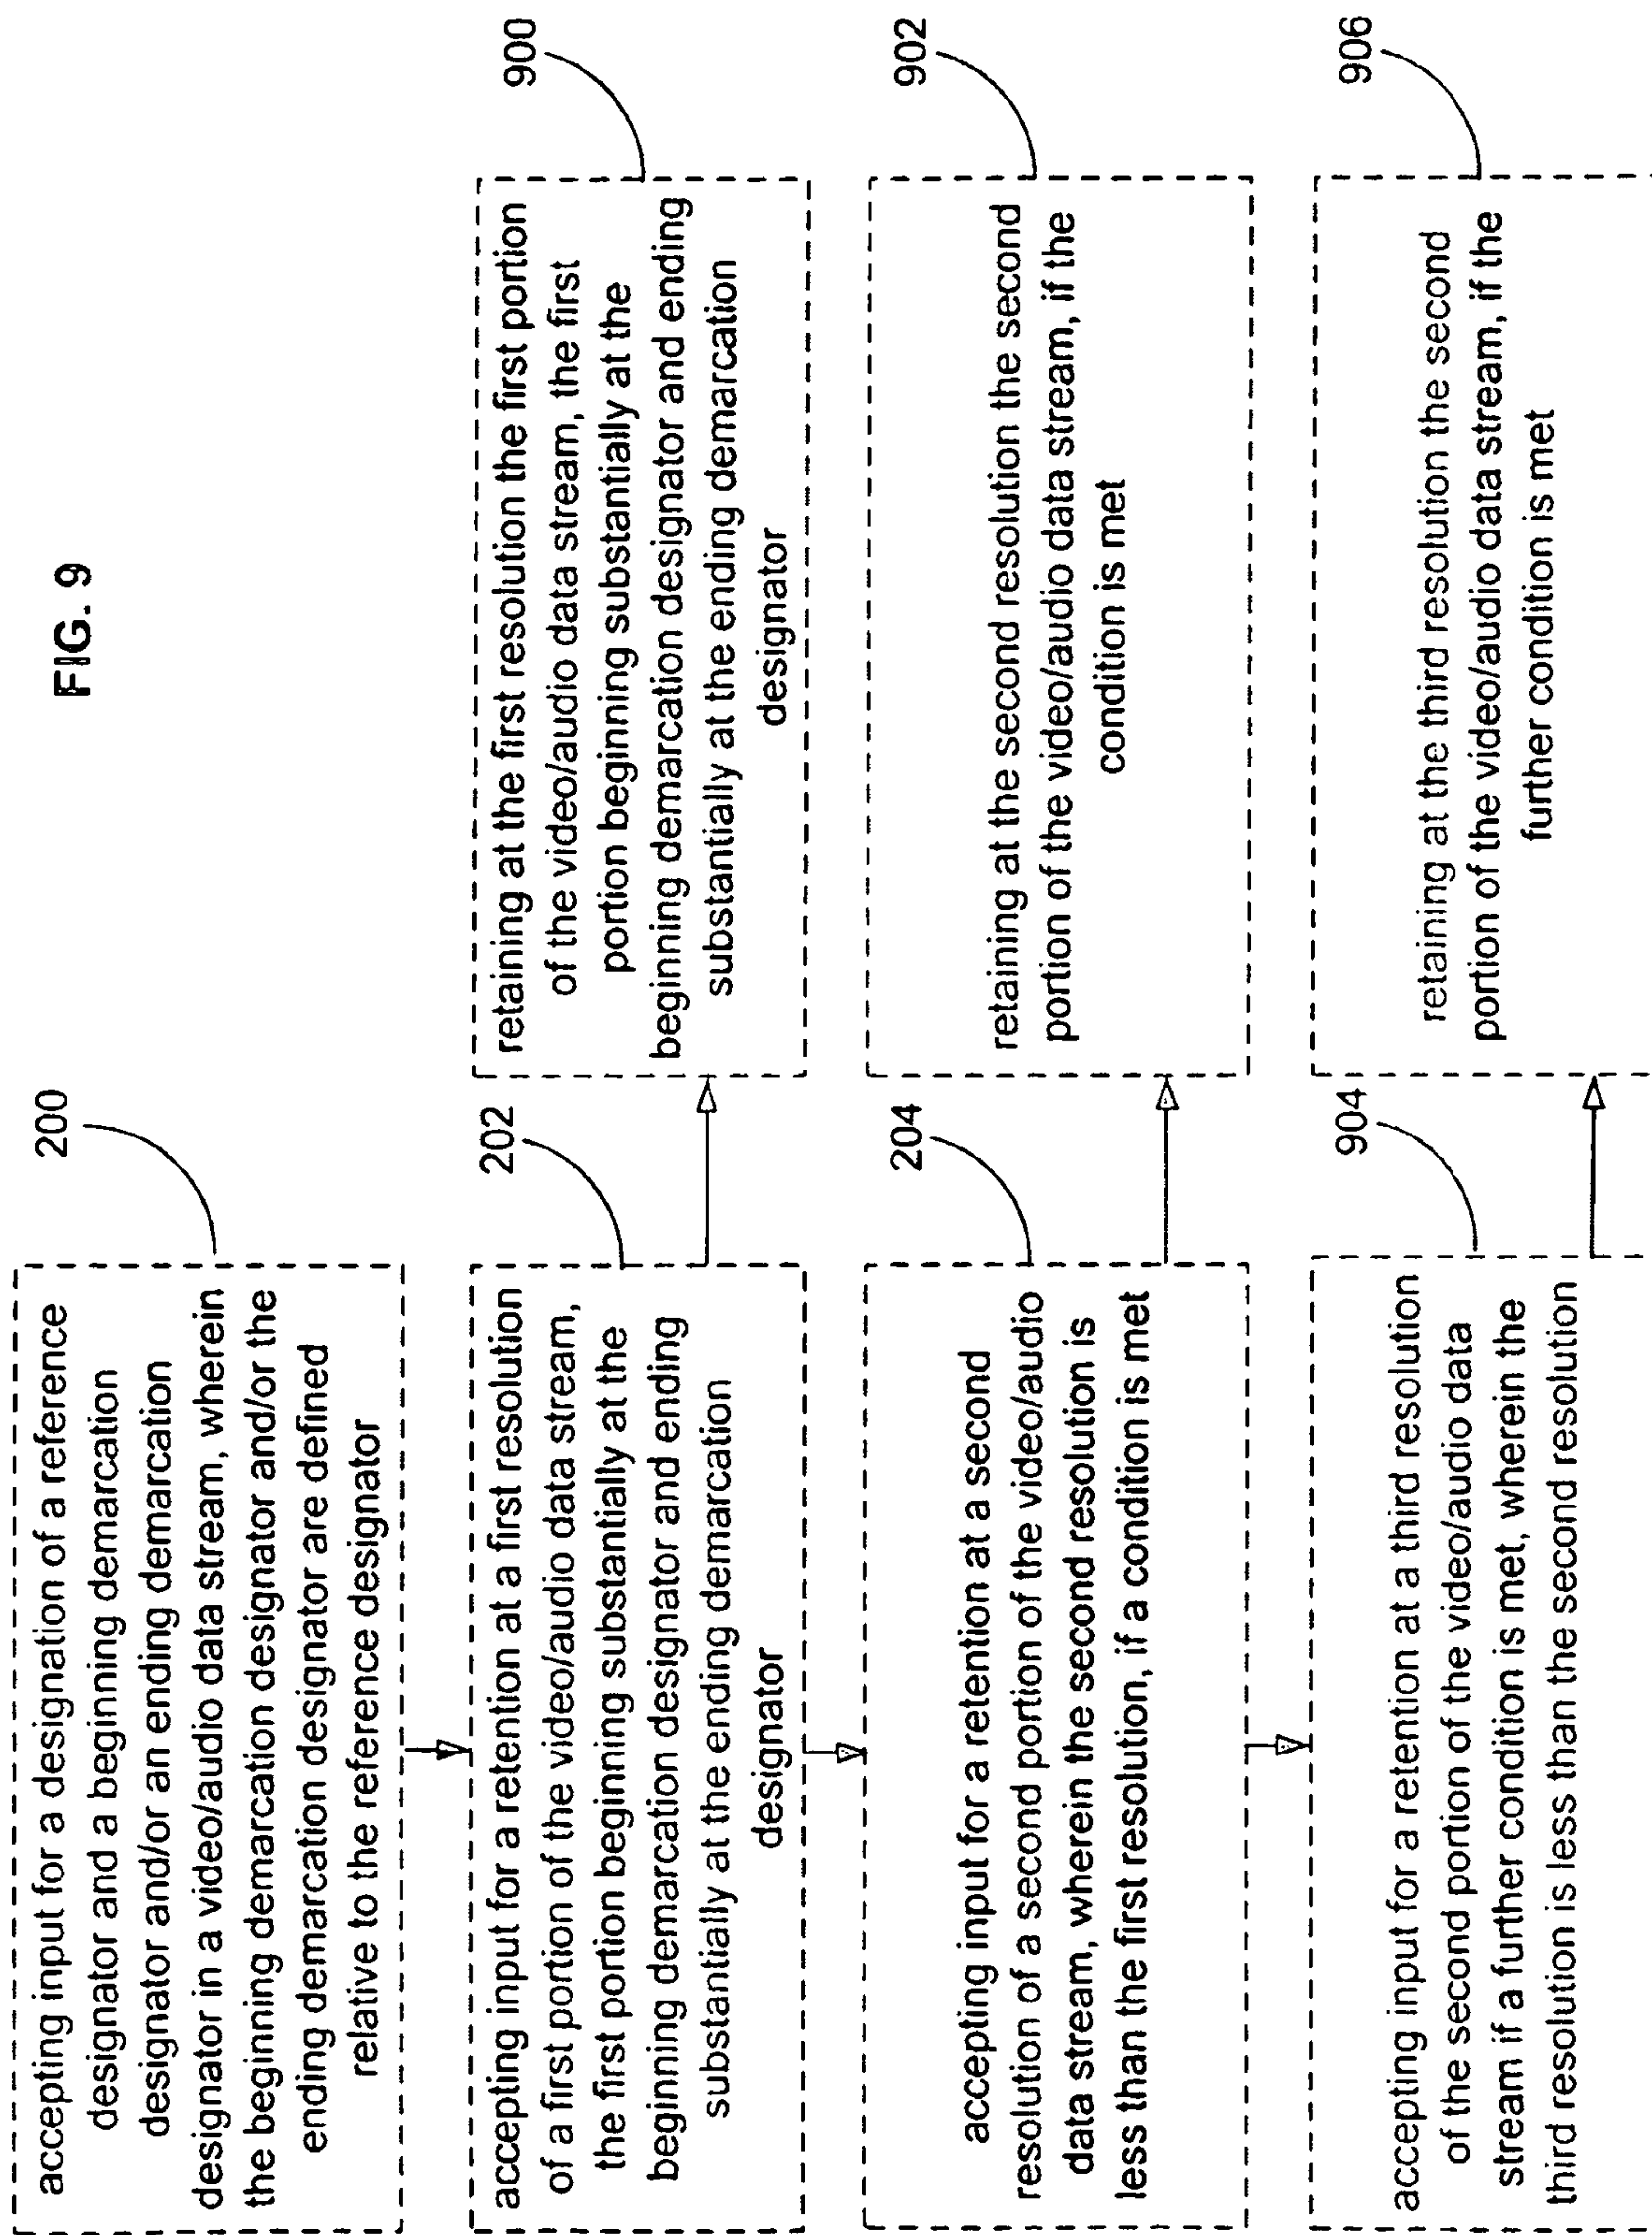 FIG. 9
200
accepting input for a designation of a reference
designator and a beginning demarcation
designator and/or an ending demarcation
designator in a video/audio data stream, wherein
the beginning demarcation designator and/or the
ending demarcation designator are defined
relative to the reference designator
202
accepting input for a retention at a first resolution
of a first portion of the video/audio data stream,
the first portion beginning substantially at the
beginning demarcation designator and ending
substantially at the ending demarcation
designator
900
retaining at the first resolution the first portion
of the video/audio data stream, the first
portion beginning substantially at the
beginning demarcation designator and ending
substantially at the ending demarcation
designator
204
accepting input for a retention at a second
resolution of a second portion of the video/audio
data stream, wherein the second resolution is
less than the first resolution, if a condition is met
902
retaining at the second resolution the second
portion of the video/audio data stream, if the
condition is met
904
accepting input for a retention at a third resolution
of the second portion of the video/audio data
stream if a further condition is met, wherein the
third resolution is less than the second resolution
906
retaining at the third resolution the second
portion of the video/audio data stream, if the
further condition is met